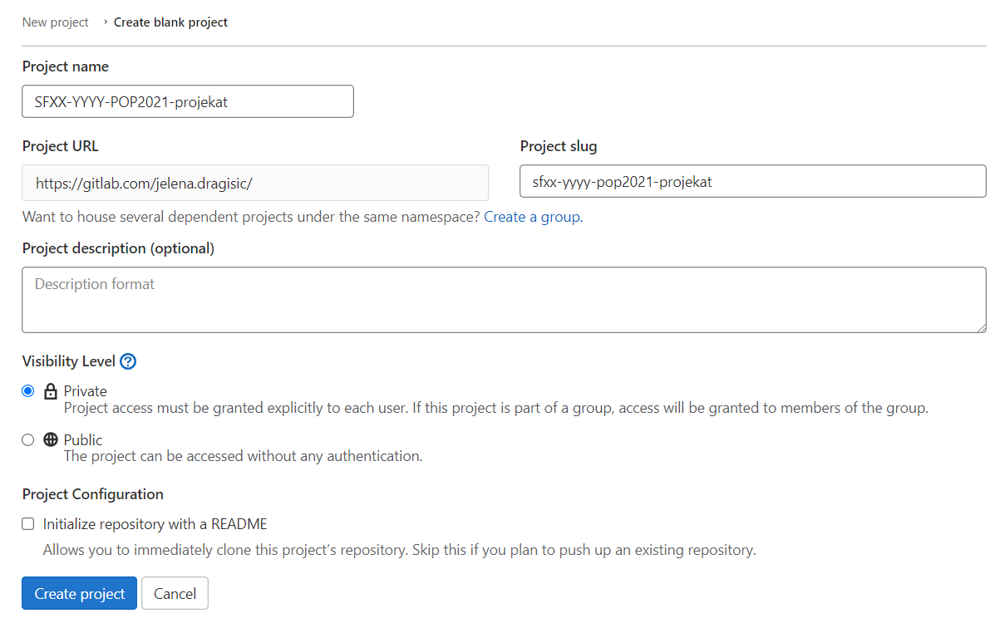 New project › Create blank project
Project name
SFXX-YYYY-POP2021-projekat
Project URL
Project slug
https://gitlab.com/jelena.dragisic/
sfxx-yyyy-pop2021-projekat
Want to house several dependent projects under the same namespace? Create a group.
Project description (optional)
Description format
Visibility Level ?
Private
Project access must be granted explicitly to each user. If this project is part of a group, access will be granted to members of the group.
Public
The project can be accessed without any authentication.
Project Configuration
Initialize repository with a README
Allows you to immediately clone this project’s repository. Skip this if you plan to push up an existing repository.
Create project
Cancel